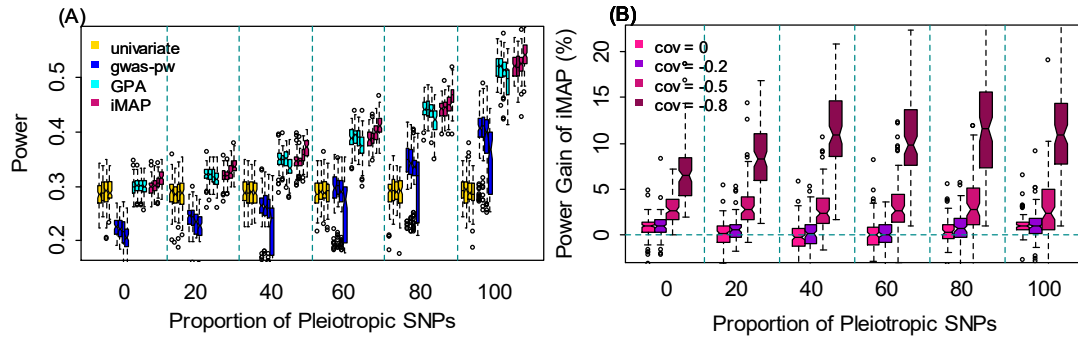 (A)
univariate
gwas-pw
GPA
iMAP
Power
0.5
0.4
0.3
0.2
0 20 40 60 80 100
Proportion of Pleiotropic SNPs
(B)
cov = 0
cov = -0.2
cov = -0.5
cov = -0.8
Power Gain of iMAP (%)
20
15
10
5
0
0 20 40 60 80 100
Proportion of Pleiotropic SNPs